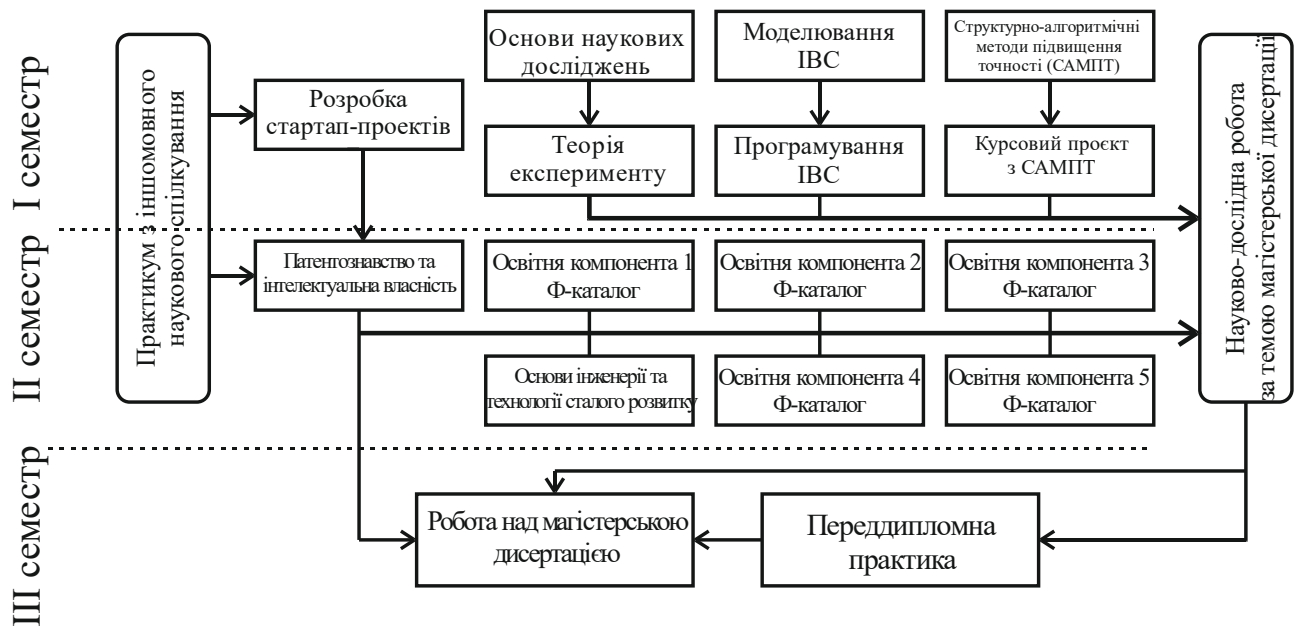 I семестр
Практикум з іншомовного
наукового спілкування
Розробка
стартап-проектів
Основи наукових
досліджень
Моделювання
ІВС
Структурно-алгоритмічні
методи підвищення
точності (САМПТ)
Теорія
експерименту
Програмування
ІВС
Курсовий проєкт
з САМПТ
Науково-дослідна робота
за темою магістерської дисертації
II семестр
Патентознавство та
інтелектуальна власність
Освітня компонента 1
Ф-каталог
Освітня компонента 2
Ф-каталог
Освітня компонента 3
Ф-каталог
Основи інженерії та
технології сталого розвитку
Освітня компонента 4
Ф-каталог
Освітня компонента 5
Ф-каталог
III семестр
Робота над магістерською
дисертацією
Переддипломна
практика